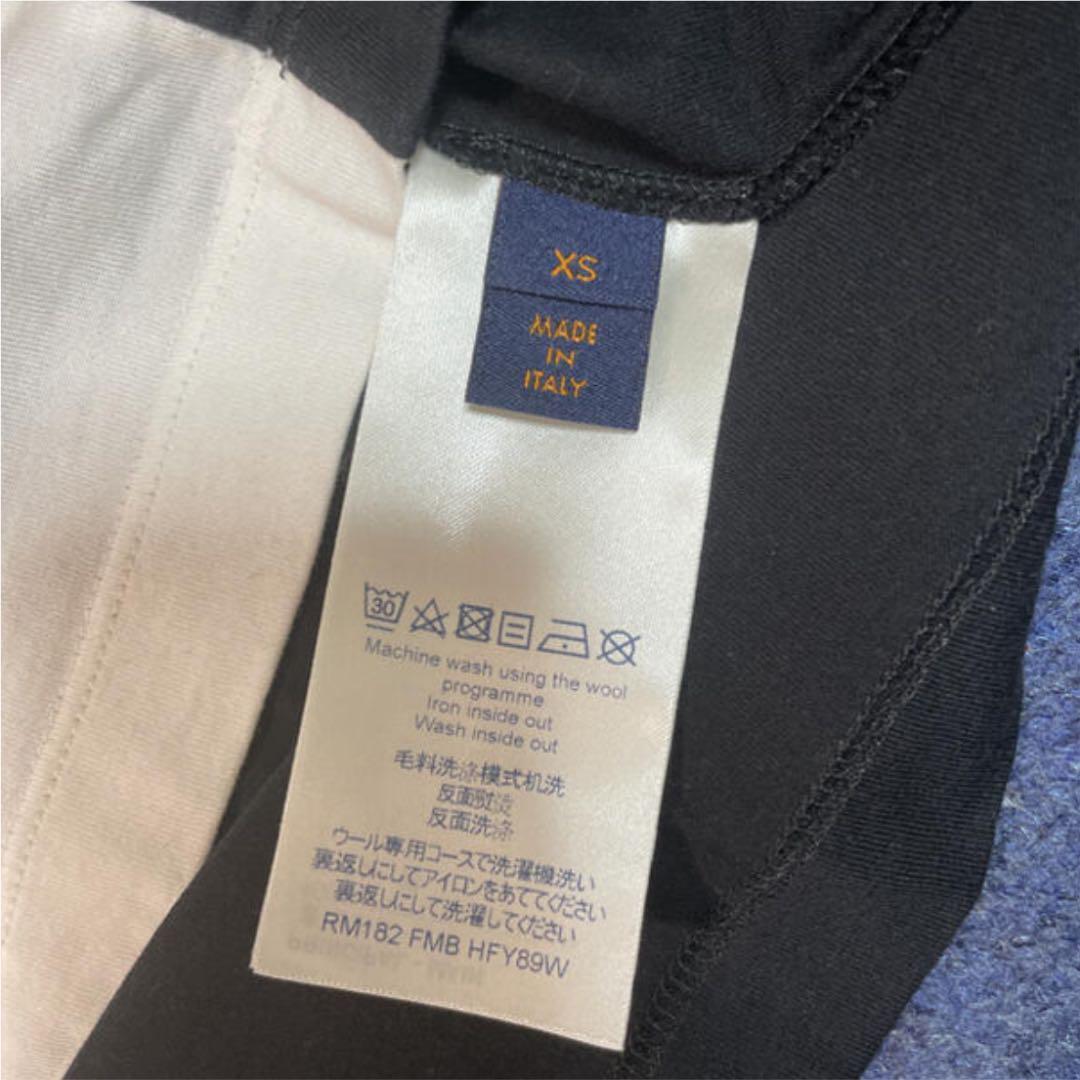 XS
MADE
IN
ITALY
30
Machine wash using the wool
programme
Iron inside out
Wash inside out
毛料洗涤模式机洗
反面熨烫
反面洗涤
ウール専用コースで洗濯機洗い
裏返しにしてアイロンをあててください
裏返しにして洗濯してください
RM182 FMB HFY89W